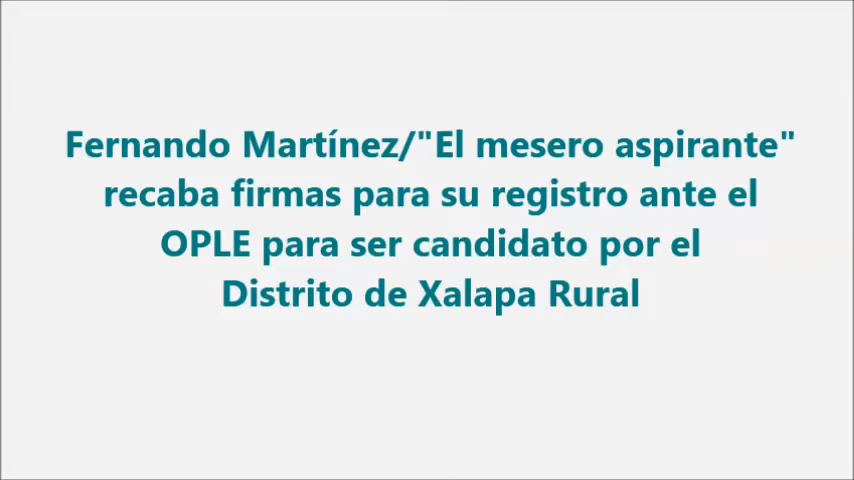 Fernando Martínez/"El mesero aspirante"
recaba firmas para su registro ante el
OPLE para ser candidato por el
Distrito de Xalapa Rural